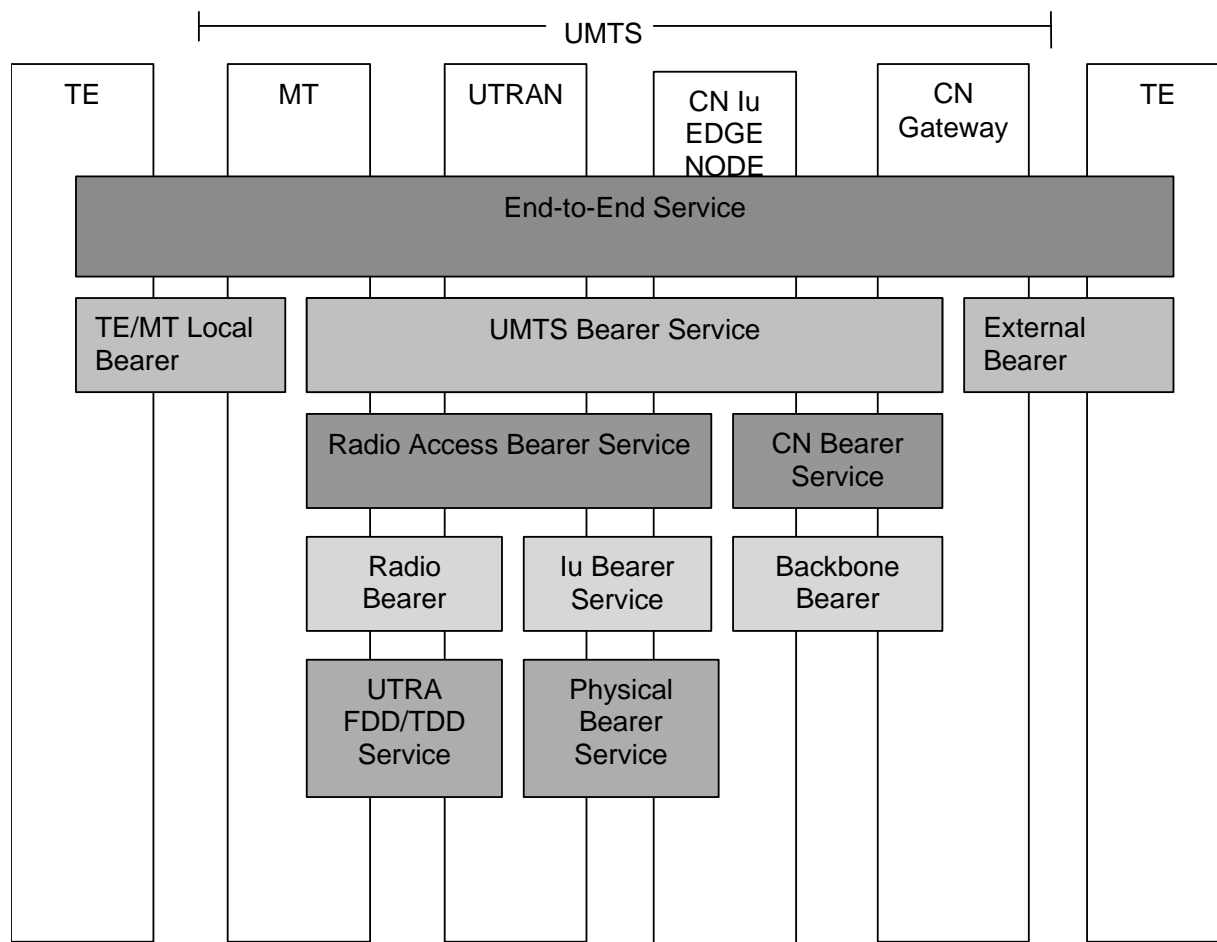 UMTS
TE
MT
UTRAN
CN Iu
EDGE
NODE
CN
Gateway
TE
End-to-End Service
TE/MT Local
Bearer
UMTS Bearer Service
External
Bearer
Radio Access Bearer Service
CN Bearer
Service
Radio
Bearer
Iu Bearer
Service
Backbone
Bearer
UTRA
FDD/TDD
Service
Physical
Bearer
Service